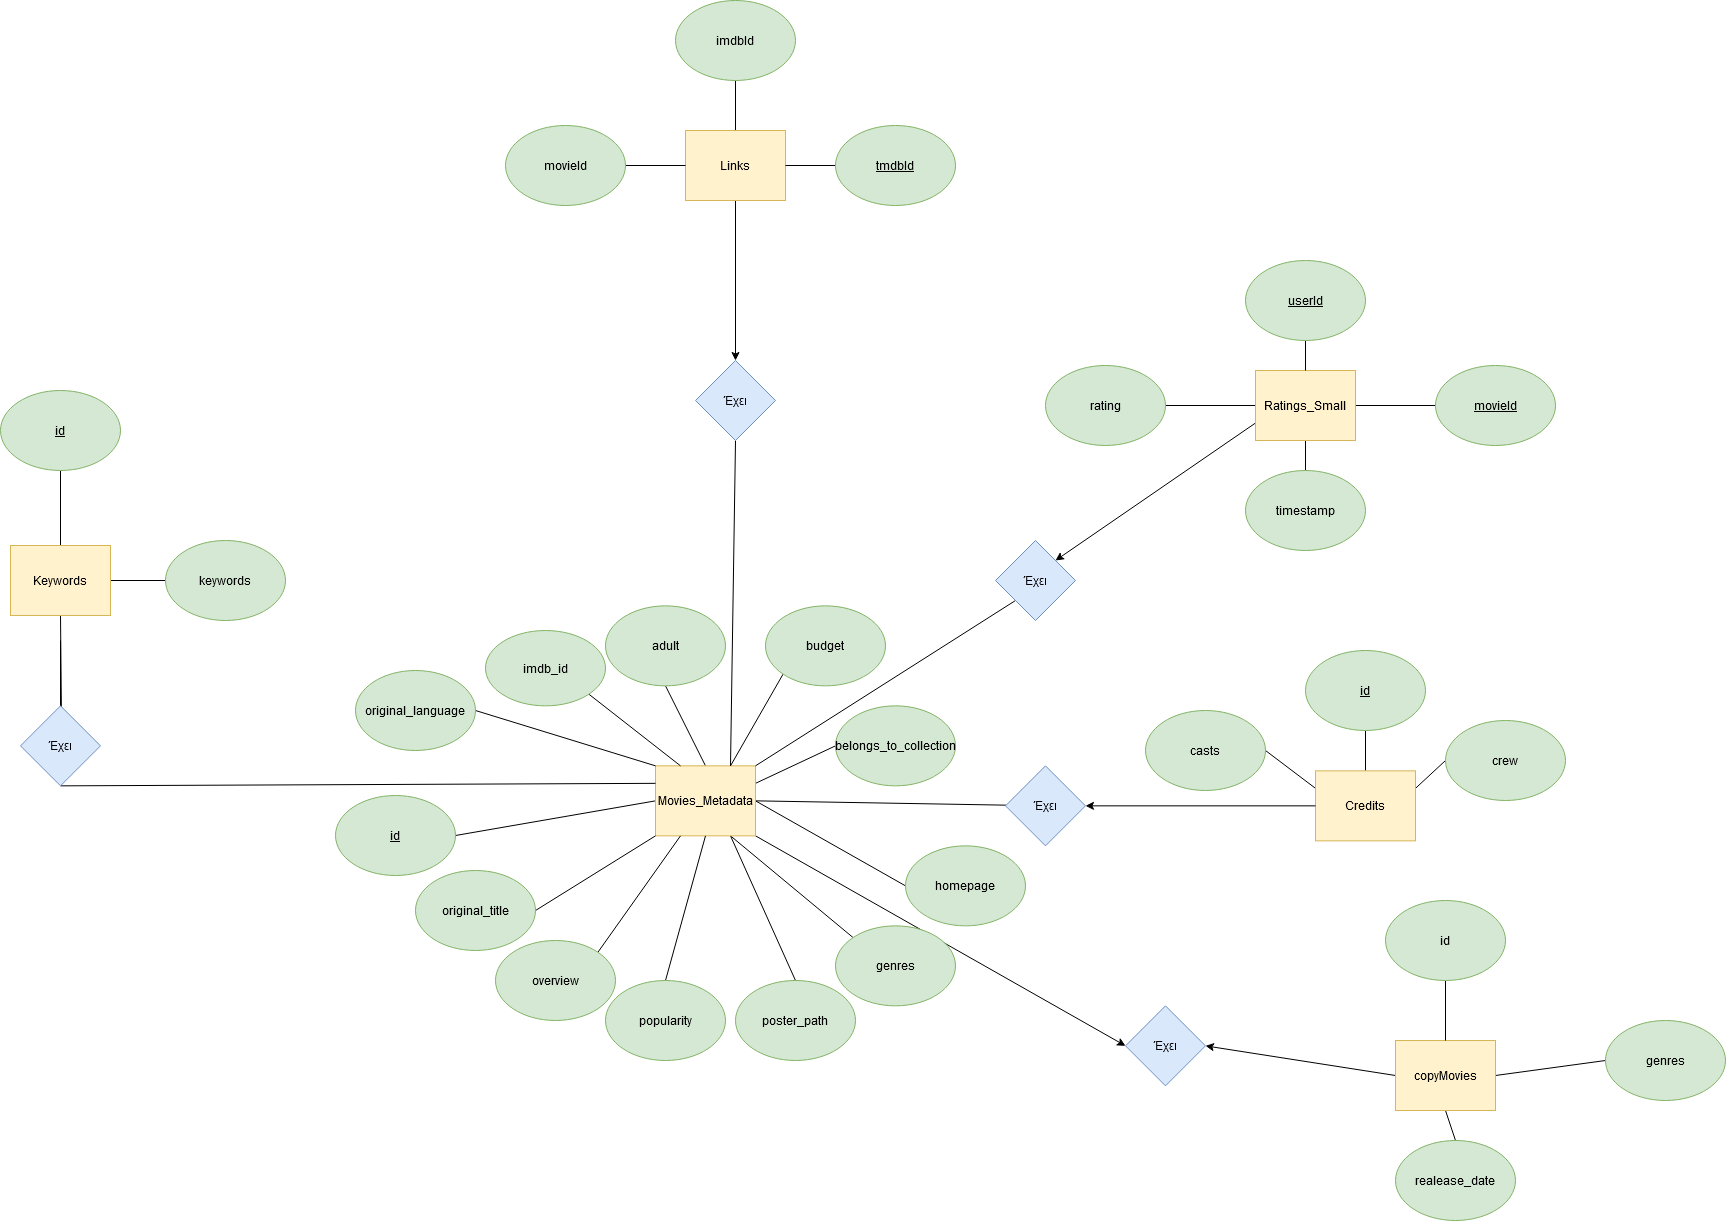 imdbId
movieId
Links
tmdbId
userId
Έχει
rating
Ratings_Small
movieId
id
timestamp
Keywords
keywords
Έχει
adult
budget
imdb_id
id
original_language
Έχει
belongs_to_collection
casts
crew
Movies_Metadata
Έχει
Credits
id
homepage
original_title
id
genres
overview
popularity
poster_path
Έχει
genres
copyMovies
realease_date